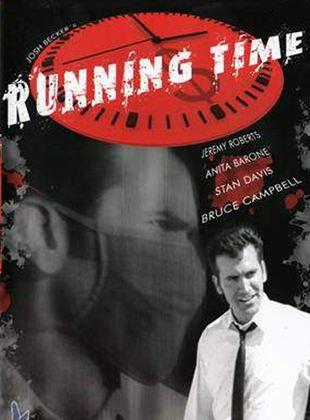 JOSH BECKER'S
RUNNING TIME
JEREMY ROBERTS
ANITA BARONE
STAN DAVIS
BRUCE CAMPBELL